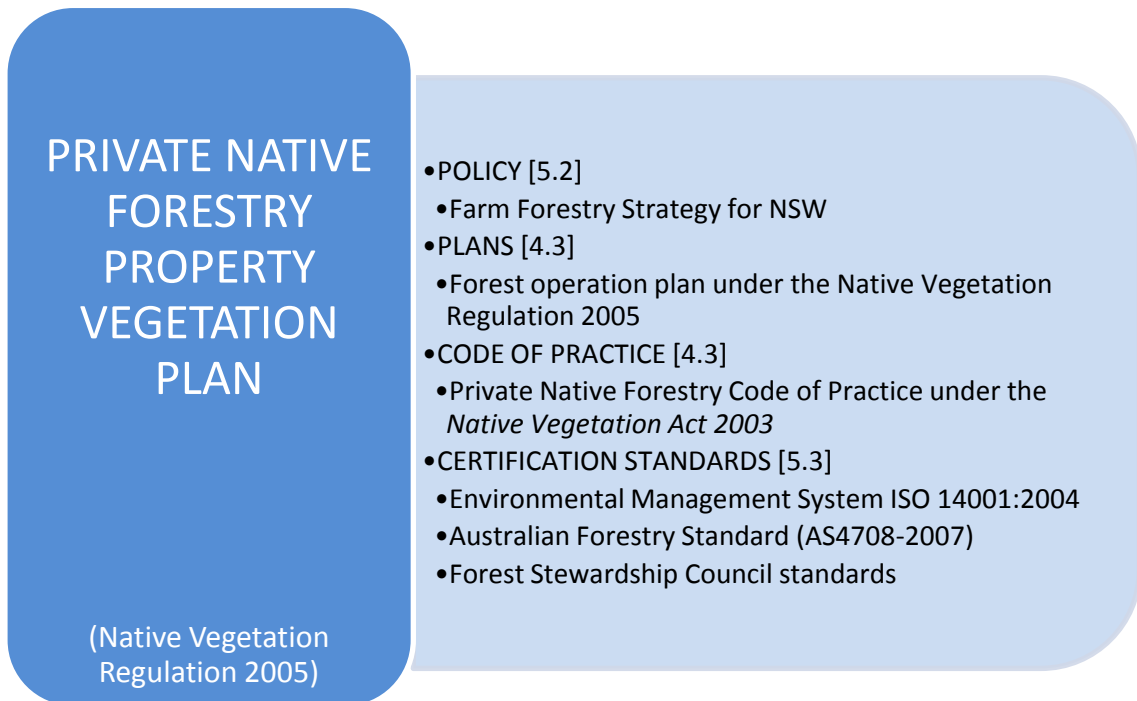 PRIVATE NATIVE
FORESTRY
PROPERTY
VEGETATION
PLAN
(Native Vegetation
Regulation 2005)
•POLICY [5.2]
•Farm Forestry Strategy for NSW
•PLANS [4.3]
•Forest operation plan under the Native Vegetation
Regulation 2005
•CODE OF PRACTICE [4.3]
•Private Native Forestry Code of Practice under the
Native Vegetation Act 2003
•CERTIFICATION STANDARDS [5.3]
•Environmental Management System ISO 14001:2004
•Australian Forestry Standard (AS4708-2007)
•Forest Stewardship Council standards